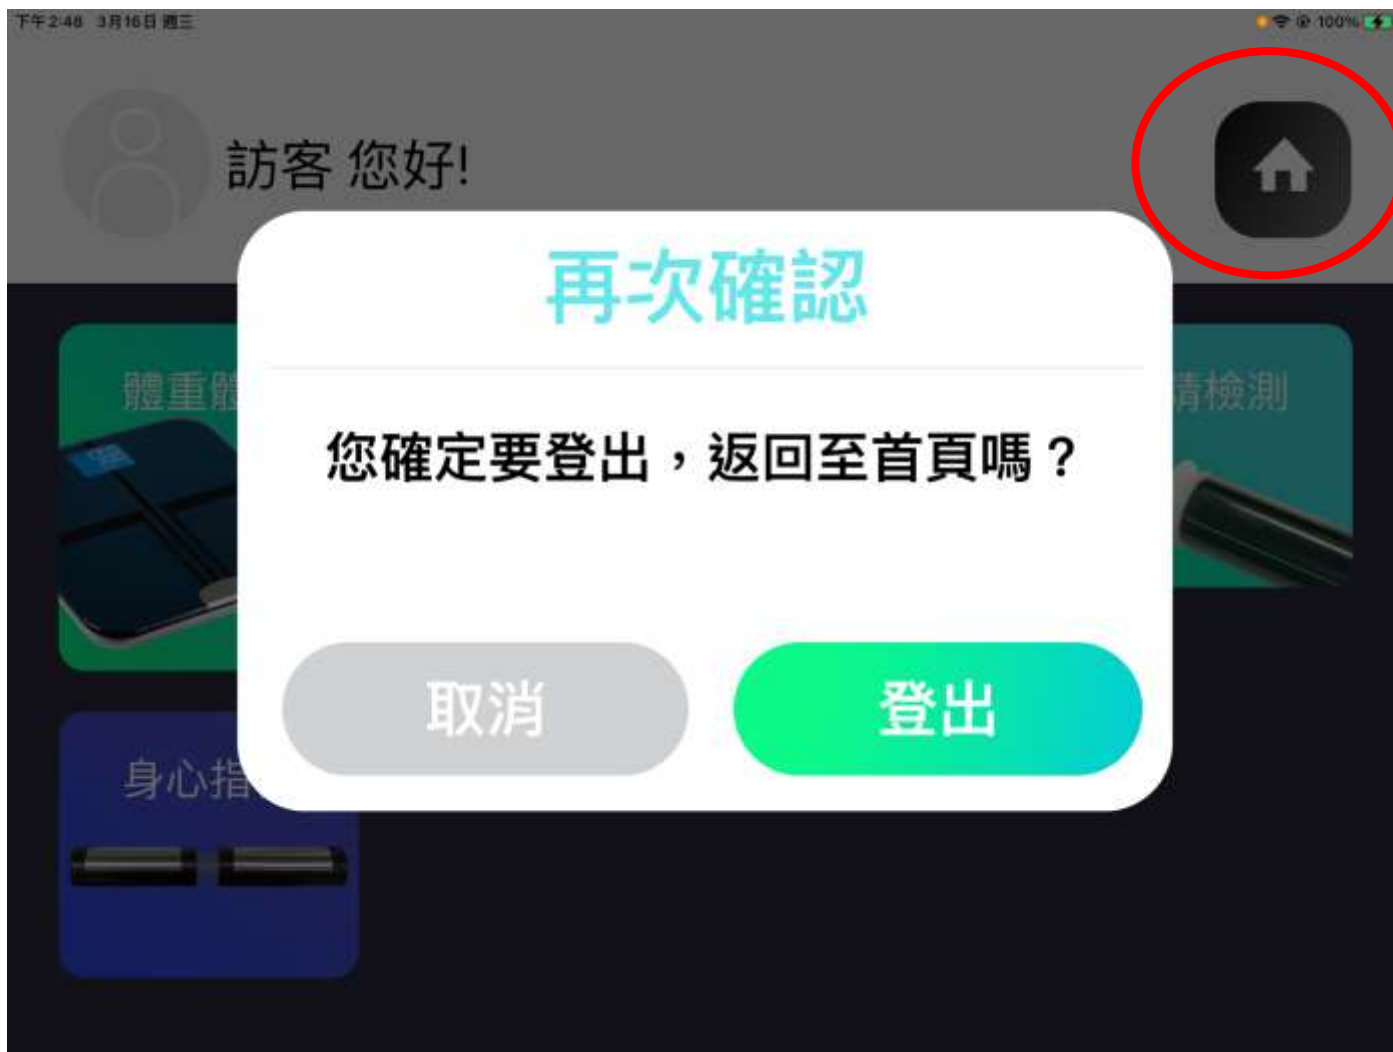 下午2:48 3月16日 週三
100%
訪客 您好!
再次確認
體重體
精檢測
您確定要登出，返回至首頁嗎？
取消
登出
身心指